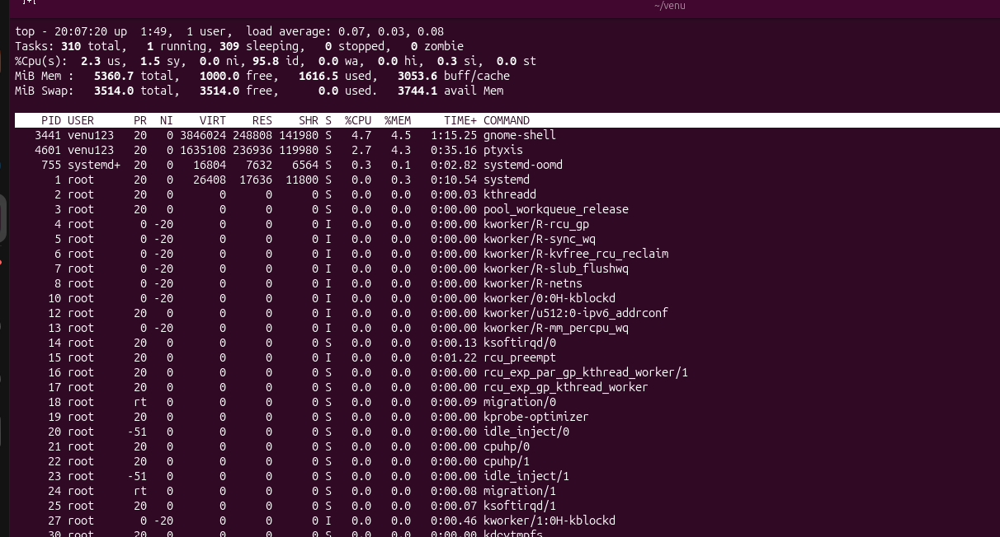 ~/venu
top - 20:07:20 up  1:49,  1 user,  load average: 0.07, 0.03, 0.08
Tasks: 310 total,   1 running, 309 sleeping,   0 stopped,   0 zombie
%Cpu(s):  2.3 us,  1.5 sy,  0.0 ni, 95.8 id,  0.0 wa,  0.0 hi,  0.3 si,  0.0 st
MiB Mem :   5360.7 total,   1000.0 free,   1616.5 used,   3053.6 buff/cache
MiB Swap:   3514.0 total,   3514.0 free,      0.0 used.   3744.1 avail Mem
PID USER      PR  NI    VIRT    RES    SHR S  %CPU  %MEM     TIME+ COMMAND
3441 venu123   20   0 3846024 248808 141980 S   4.7   4.5   1:15.25 gnome-shell
4601 venu123   20   0 1635108 236936 119980 S   2.7   4.3   0:35.16 ptyxis
755 systemd+  20   0   16804   7632   6564 S   0.3   0.1   0:02.82 systemd-oomd
1 root      20   0   26408  17636  11800 S   0.0   0.3   0:10.54 systemd
2 root      20   0       0      0      0 S   0.0   0.0   0:00.03 kthreadd
3 root      20   0       0      0      0 S   0.0   0.0   0:00.00 pool_workqueue_release
4 root       0 -20       0      0      0 I   0.0   0.0   0:00.00 kworker/R-rcu_gp
5 root       0 -20       0      0      0 I   0.0   0.0   0:00.00 kworker/R-sync_wq
6 root       0 -20       0      0      0 I   0.0   0.0   0:00.00 kworker/R-kvfree_rcu_reclaim
7 root       0 -20       0      0      0 I   0.0   0.0   0:00.00 kworker/R-slub_flushwq
8 root       0 -20       0      0      0 I   0.0   0.0   0:00.00 kworker/R-netns
10 root       0 -20       0      0      0 I   0.0   0.0   0:00.00 kworker/0:0H-kblockd
12 root      20   0       0      0      0 I   0.0   0.0   0:00.00 kworker/u512:0-ipv6_addrconf
13 root       0 -20       0      0      0 I   0.0   0.0   0:00.00 kworker/R-mm_percpu_wq
14 root      20   0       0      0      0 S   0.0   0.0   0:00.13 ksoftirqd/0
15 root      20   0       0      0      0 I   0.0   0.0   0:01.22 rcu_preempt
16 root      20   0       0      0      0 S   0.0   0.0   0:00.00 rcu_exp_par_gp_kthread_worker/1
17 root      20   0       0      0      0 S   0.0   0.0   0:00.00 rcu_exp_gp_kthread_worker
18 root      rt   0       0      0      0 S   0.0   0.0   0:00.09 migration/0
19 root      20   0       0      0      0 S   0.0   0.0   0:00.00 kprobe-optimizer
20 root     -51   0       0      0      0 S   0.0   0.0   0:00.00 idle_inject/0
21 root      20   0       0      0      0 S   0.0   0.0   0:00.00 cpuhp/0
22 root      20   0       0      0      0 S   0.0   0.0   0:00.00 cpuhp/1
23 root     -51   0       0      0      0 S   0.0   0.0   0:00.00 idle_inject/1
24 root      rt   0       0      0      0 S   0.0   0.0   0:00.08 migration/1
25 root      20   0       0      0      0 S   0.0   0.0   0:00.07 ksoftirqd/1
27 root       0 -20       0      0      0 I   0.0   0.0   0:00.46 kworker/1:0H-kblockd
30 root      20   0       0      0      0 S   0.0   0.0   0:00.00 kdevtmpfs